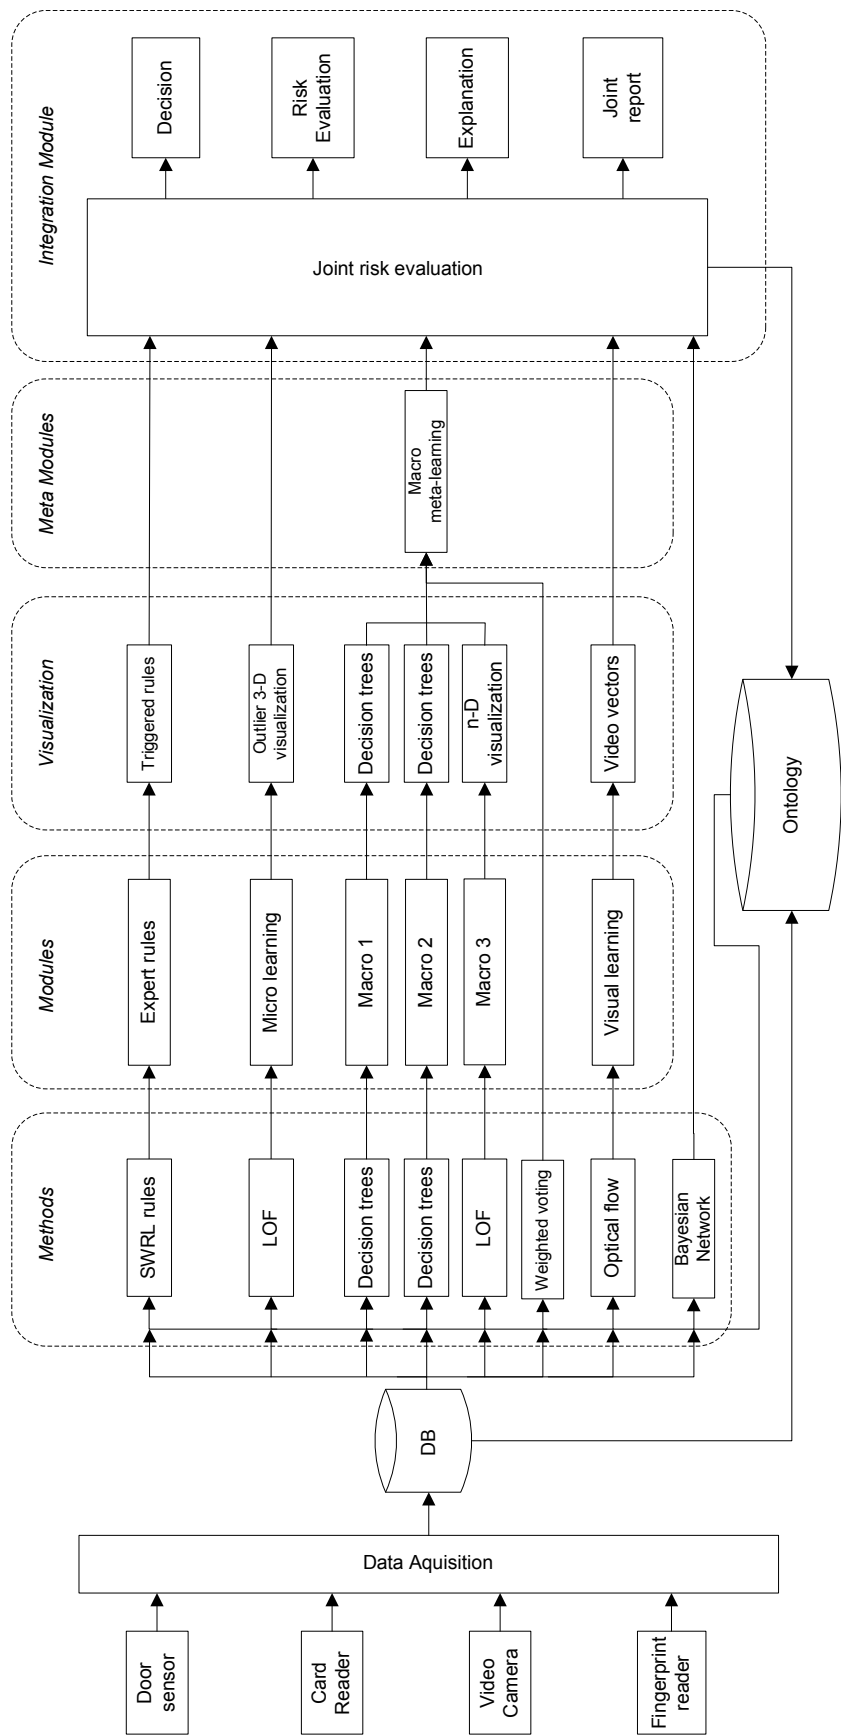 Integration Module
Decision
Risk
Evaluation
Explanation
Joint
report
Joint risk evaluation
Meta Modules
Macro
meta-learning
Visualization
Triggered rules
Outlier 3-D
visualization
Decision trees
Decision trees
n-D
visualization
Video vectors
Modules
Expert rules
Micro learning
Macro 1
Macro 2
Macro 3
Visual learning
Ontology
Methods
SWRL rules
LOF
Decision trees
Decision trees
LOF
Weighted voting
Optical flow
Bayesian
Network
DB
Data Aquisition
Door
sensor
Card
Reader
Video
Camera
Fingerprint
reader